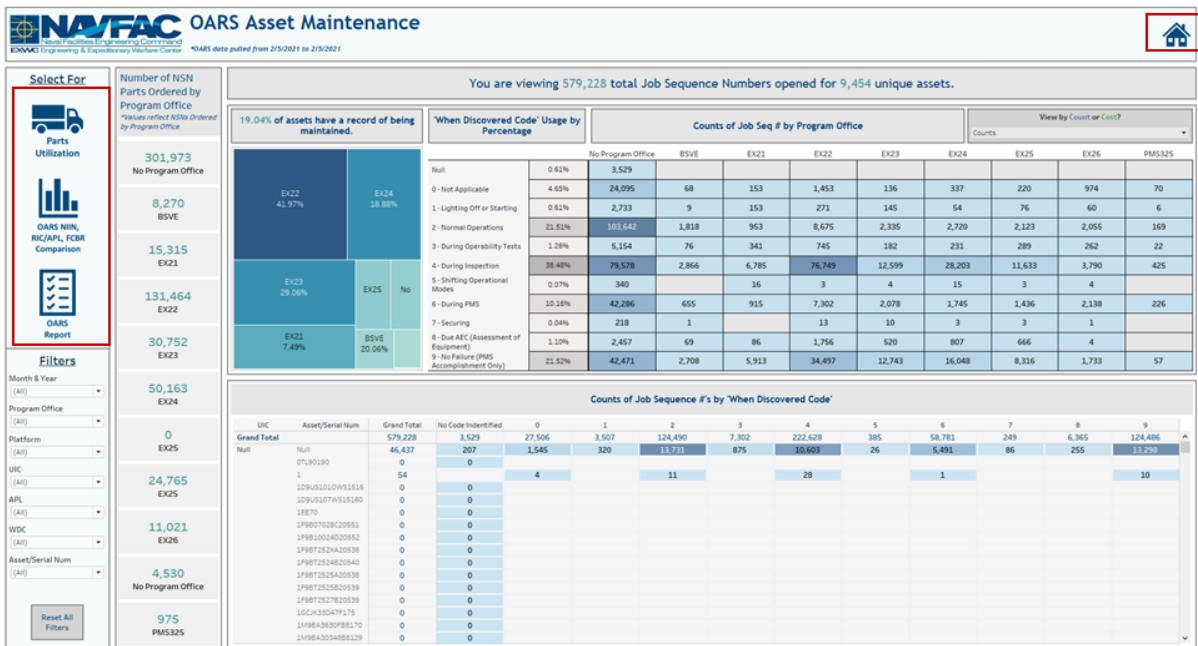 NAVFAC
Naval Facilities Engineering Command
EXWC Engineering & Expeditionary Warfare Center
OARS Asset Maintenance
*OARS data pulled from 2/5/2021 to 2/5/2021
Select For
Parts
Utilization
OARS NIIN,
RIC/APL, FCBR
Comparison
OARS
Report
Filters
Month & Year
(All)
Program Office
(All)
Platform
(All)
UIC
(All)
APL
(All)
WDC
(All)
Asset/Serial Num
(All)
Reset All
Filters
Number of NSN
Parts Ordered by
Program Office
*Values reflect NSNs Ordered
by Program Office
301,973
No Program Office
8,270
BSVE
15,315
EX21
131,464
EX22
30,752
EX23
50,163
EX24
0
EX25
24,765
EX25
11,021
EX26
4,530
No Program Office
975
PMS325
You are viewing 579,228 total Job Sequence Numbers opened for 9,454 unique assets.
19.04% of assets have a record of being
maintained.
EX22
41.97%
EX24
18.88%
EX23
29.06%
EX25
No
EX21
7.49%
BSVE
20.06%
'When Discovered Code' Usage by
Percentage
Counts of Job Seq # by Program Office
View by Count or Cost?
Counts
No Program Office BSVE EX21 EX22 EX23 EX24 EX25 EX26 PMS325
Null 0.61% 3,529
0 - Not Applicable 4.65% 24,095 68 153 1,453 136 337 220 974 70
1 - Lighting Off or Starting 0.61% 2,733 9 153 271 145 54 76 60 6
2 - Normal Operations 21.51% 103,642 1,818 953 8,675 2,335 2,720 2,123 2,055 169
3 - During Operability Tests 1.26% 5,154 76 341 745 182 231 289 262 22
4 - During Inspection 38.48% 79,578 2,866 6,785 76,749 12,599 28,203 11,633 3,790 425
5 - Shifting Operational
Modes 0.07% 340 16 3 4 15 3 4
6 - During PMS 10.16% 42,286 655 915 7,302 2,078 1,745 1,436 2,138 226
7 - Securing 0.04% 218 1 13 10 3 3 1
8 - Due AEC (Assessment of
Equipment) 1.10% 2,457 69 86 1,756 520 807 666 4
9 - No Failure (PMS
Accomplishment Only) 21.52% 42,471 2,708 5,913 34,497 12,743 16,048 8,316 1,733 57
Counts of Job Sequence #'s by 'When Discovered Code'
UIC Asset/Serial Num Grand Total No Code Indentified 0 1 2 3 4 5 6 7 8 9
Grand Total 579,228 3,529 27,506 3,507 124,490 7,302 222,628 385 58,781 249 6,365 124,486
Null Null 46,437 207 1,545 320 13,731 875 10,603 26 5,491 86 255 13,298
0TL90190 0 0
1 54 4 11 28 1 10
0 0
0 0
1EE70 0 0
1F9B07028C20551 0 0
1F9B10024D20552 0 0
1F9BT252XA20538 0 0
1F9BT2524B20540 0 0
1F9BT2525A20538 0 0
1F9BT2525B20539 0 0
1F9BT2527B20539 0 0
1GCJK33D47F175 0 0
1M9BA3630FB8170 0 0
1M9BA30348B8129 0 0